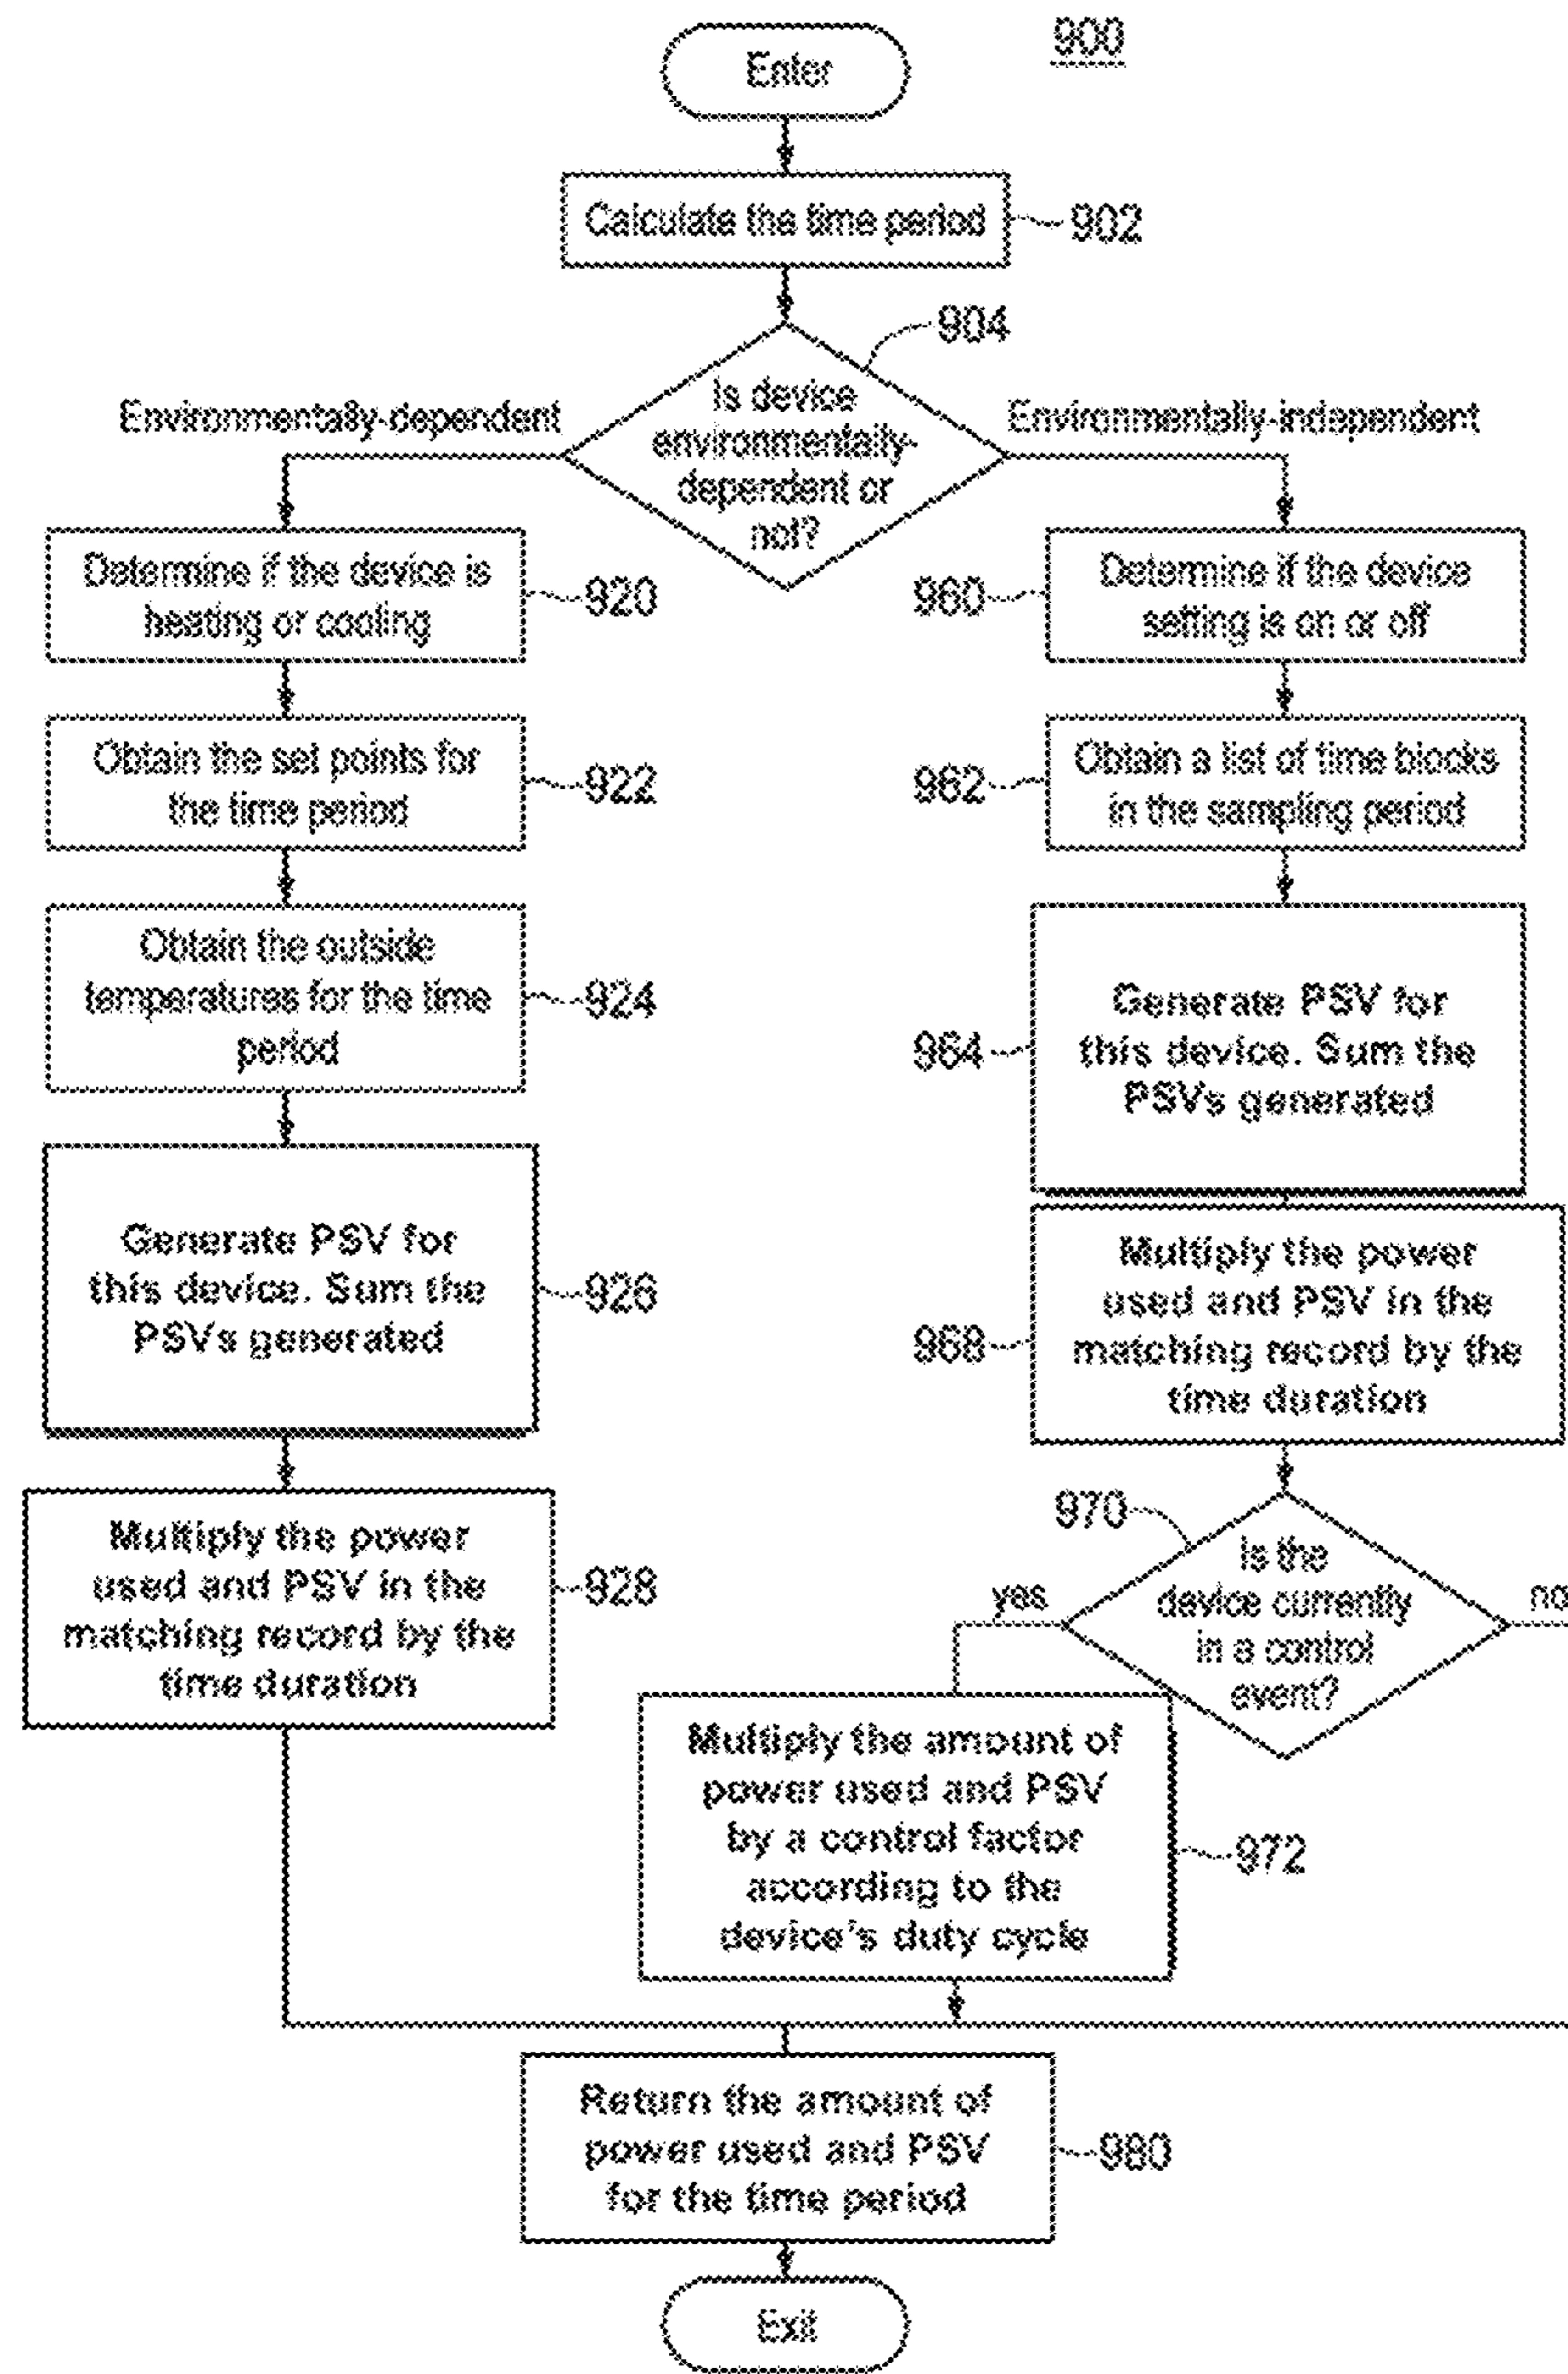 900
Enter
Calculate the time period
902
904
Is device
environmentally-
dependent or
not?
Environmentally-dependent
Environmentally-independent
Determine if the device is
heating or cooling
920
960
Determine if the device
setting is on or off
Obtain the set points for
the time period
922
962
Obtain a list of time blocks
in the sampling period
Obtain the outside
temperatures for the time
period
924
964
Generate PSV for
this device. Sum the
PSVs generated
Generate PSV for
this device. Sum the
PSVs generated
926
968
Multiply the power
used and PSV in the
matching record by the
time duration
Multiply the power
used and PSV in the
matching record by the
time duration
928
970
Is the
device currently
in a control
event?
yes
no
Multiply the amount of
power used and PSV
by a control factor
according to the
device's duty cycle
972
Return the amount of
power used and PSV
for the time period
980
Exit